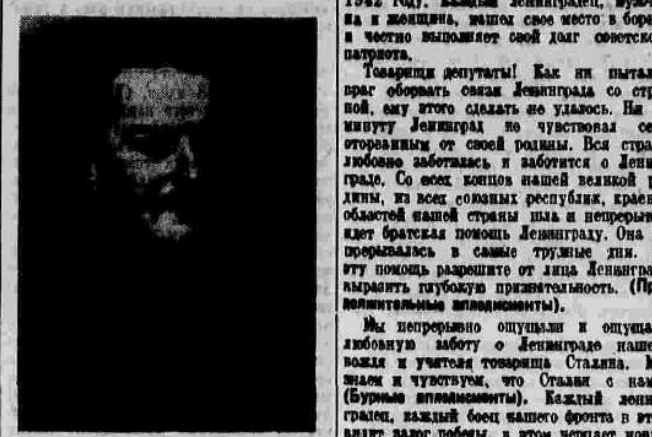 1942 году. Каждый ленинградец, мужчи-
на и женщина, нашел свое место в борь
и честно выполняет свой долг советско
патриота.
Товарищи депутаты! Как ни пытал
враг оборвать связи Ленинграда со стра
ной, ему этого сделать не удалось. Ни
минуту Ленинград не чувствовал се
оторванным от своей родины. Вся стра
любовно заботилась и заботится о Лени
граде. Со всех концов нашей великой р
дины, из всех союзных республик, краев
областей нашей страны шла и непрерыв
идет братская помощь Ленинграду. Она
прерывалась в самые трудные дни.
эту помощь разрешите от лица Ленингра
выразить глубокую признательность. (Пр
должительные аплодисменты).
Мы непрерывно ощущали и ощуща
любовную заботу о Ленинграде наше
вождя и учителя товарища Сталина. М
знаем и чувствуем, что Сталин с нам
(Бурные аплодисменты). Каждый лени
градец, каждый боец нашего фронта в эт
видит залог победы, в этом черпает новы